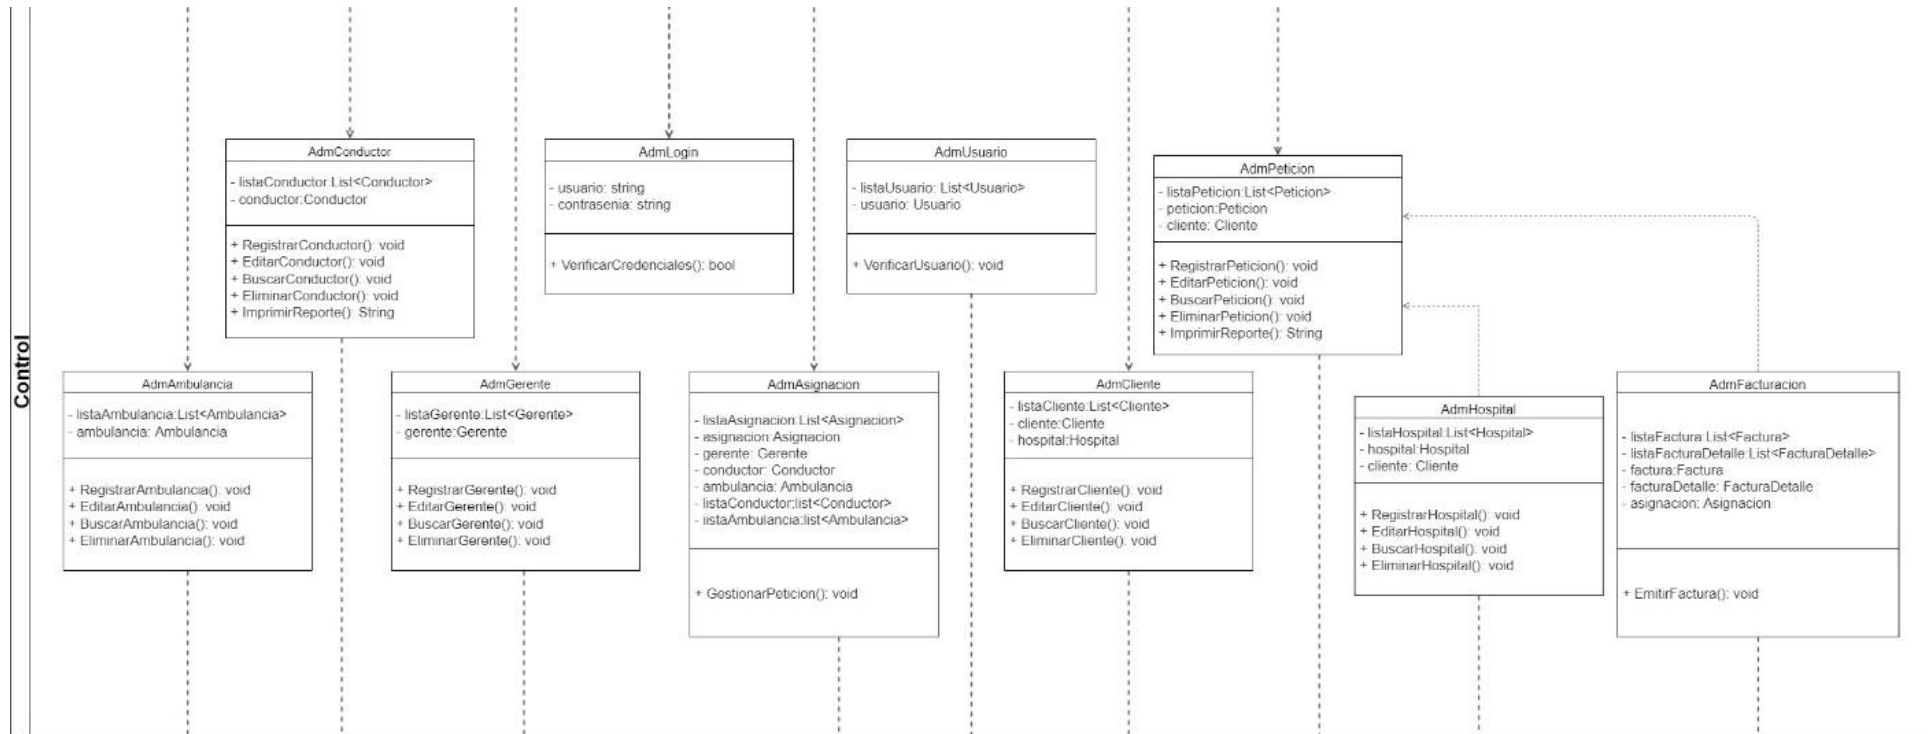 Control
AdmConductor
- listaConductor:List<Conductor>
- conductor:Conductor
+ RegistrarConductor(): void
+ EditarConductor(): void
+ BuscarConductor(): void
+ EliminarConductor(): void
+ ImprimirReporte(): String
AdmLogin
- usuario: string
- contrasenia: string
+ VerificarCredenciales(): bool
AdmUsuario
- listaUsuario: List<Usuario>
- usuario: Usuario
+ VerificarUsuario(): void
AdmPeticion
- listaPeticion:List<Peticion>
- peticion:Peticion
- cliente: Cliente
+ RegistrarPeticion(): void
+ EditarPeticion(): void
+ BuscarPeticion(): void
+ EliminarPeticion(): void
+ ImprimirReporte(): String
AdmAmbulancia
- listaAmbulancia:List<Ambulancia>
- ambulancia: Ambulancia
+ RegistrarAmbulancia(): void
+ EditarAmbulancia(): void
+ BuscarAmbulancia(): void
+ EliminarAmbulancia(): void
AdmGerente
- listaGerente:List<Gerente>
- gerente:Gerente
+ RegistrarGerente(): void
+ EditarGerente(): void
+ BuscarGerente(): void
+ EliminarGerente(): void
AdmAsignacion
- listaAsignacion:List<Asignacion>
- asignacion:Asignacion
- gerente: Gerente
- conductor: Conductor
- ambulancia: Ambulancia
- listaConductor:list<Conductor>
- listaAmbulancia:list<Ambulancia>
+ GestionarPeticion(): void
AdmCliente
- listaCliente:List<Cliente>
- cliente:Cliente
- hospital:Hospital
+ RegistrarCliente(): void
+ EditarCliente(): void
+ BuscarCliente(): void
+ EliminarCliente(): void
AdmHospital
- listaHospital:List<Hospital>
- hospital:Hospital
- cliente: Cliente
+ RegistrarHospital(): void
+ EditarHospital(): void
+ BuscarHospital(): void
+ EliminarHospital(): void
AdmFacturacion
- listaFactura:List<Factura>
- listaFacturaDetalle:List<FacturaDetalle>
- factura:Factura
- facturaDetalle: FacturaDetalle
- asignacion: Asignacion
+ EmitirFactura(): void